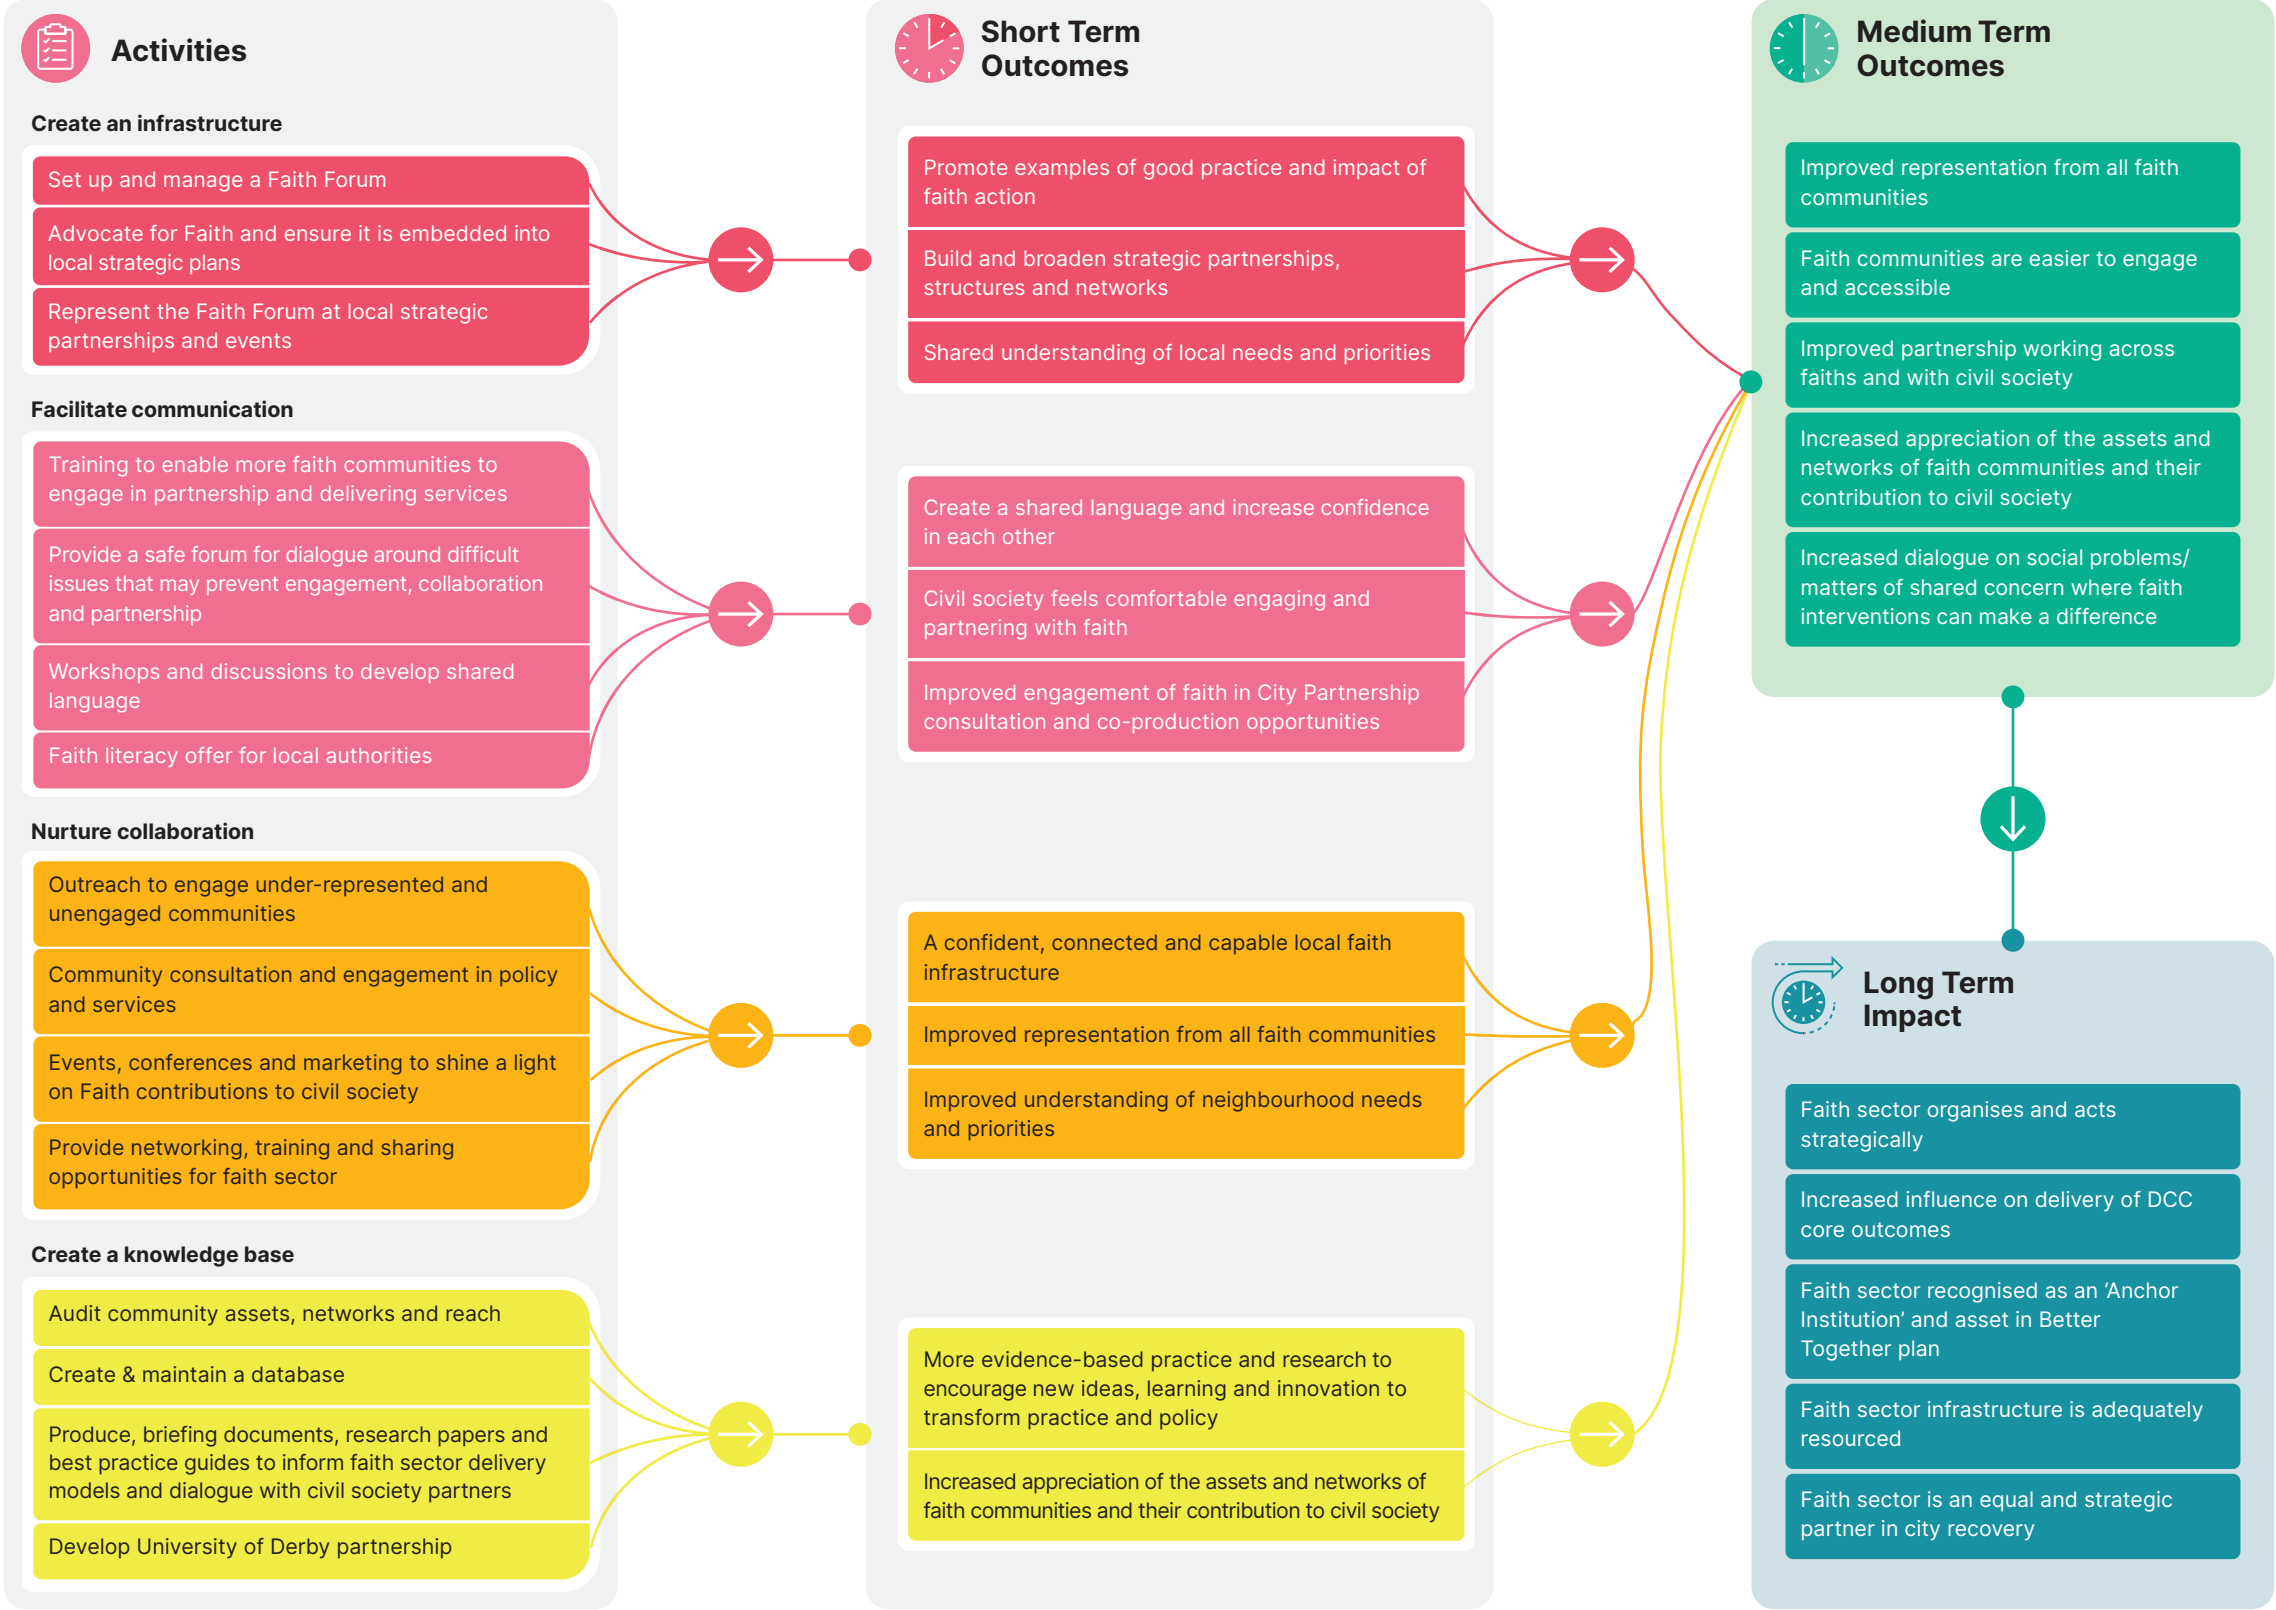 Activities
Create an infrastructure
Set up and manage a Faith Forum
Advocate for Faith and ensure it is embedded into
local strategic plans
Represent the Faith Forum at local strategic
partnerships and events
Facilitate communication
Training to enable more faith communities to
engage in partnership and delivering services
Provide a safe forum for dialogue around difficult
issues that may prevent engagement, collaboration
and partnership
Workshops and discussions to develop shared
language
Faith literacy offer for local authorities
Nurture collaboration
Outreach to engage under-represented and
unengaged communities
Community consultation and engagement in policy
and services
Events, conferences and marketing to shine a light
on Faith contributions to civil society
Provide networking, training and sharing
opportunities for faith sector
Create a knowledge base
Audit community assets, networks and reach
Create & maintain a database
Produce, briefing documents, research papers and
best practice guides to inform faith sector delivery
models and dialogue with civil society partners
Develop University of Derby partnership
Short Term
Outcomes
Promote examples of good practice and impact of
faith action
Build and broaden strategic partnerships,
structures and networks
Shared understanding of local needs and priorities
Create a shared language and increase confidence
in each other
Civil society feels comfortable engaging and
partnering with faith
Improved engagement of faith in City Partnership
consultation and co-production opportunities
A confident, connected and capable local faith
infrastructure
Improved representation from all faith communities
Improved understanding of neighbourhood needs
and priorities
More evidence-based practice and research to
encourage new ideas, learning and innovation to
transform practice and policy
Increased appreciation of the assets and networks of
faith communities and their contribution to civil society
Medium Term
Outcomes
Improved representation from all faith
communities
Faith communities are easier to engage
and accessible
Improved partnership working across
faiths and with civil society
Increased appreciation of the assets and
networks of faith communities and their
contribution to civil society
Increased dialogue on social problems/
matters of shared concern where faith
interventions can make a difference
Long Term
Impact
Faith sector organises and acts
strategically
Increased influence on delivery of DCC
core outcomes
Faith sector recognised as an ‘Anchor
Institution’ and asset in Better
Together plan
Faith sector infrastructure is adequately
resourced
Faith sector is an equal and strategic
partner in city recovery